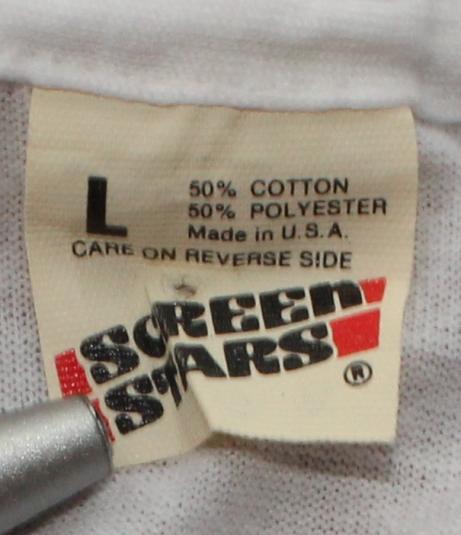 L
50% COTTON
50% POLYESTER
Made in U.S.A.
CARE ON REVERSE SIDE
SCREEN
STARS
®